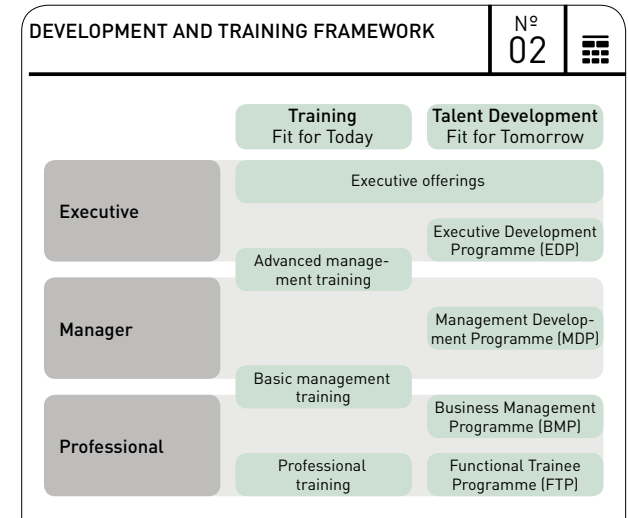 DEVELOPMENT AND TRAINING FRAMEWORK
Nº
02
Training
Fit for Today
Talent Development
Fit for Tomorrow
Executive
Executive offerings
Executive Development
Programme (EDP)
Advanced manage-
ment training
Manager
Management Develop-
ment Programme (MDP)
Basic management
training
Professional
Business Management
Programme (BMP)
Professional
training
Functional Trainee
Programme (FTP)